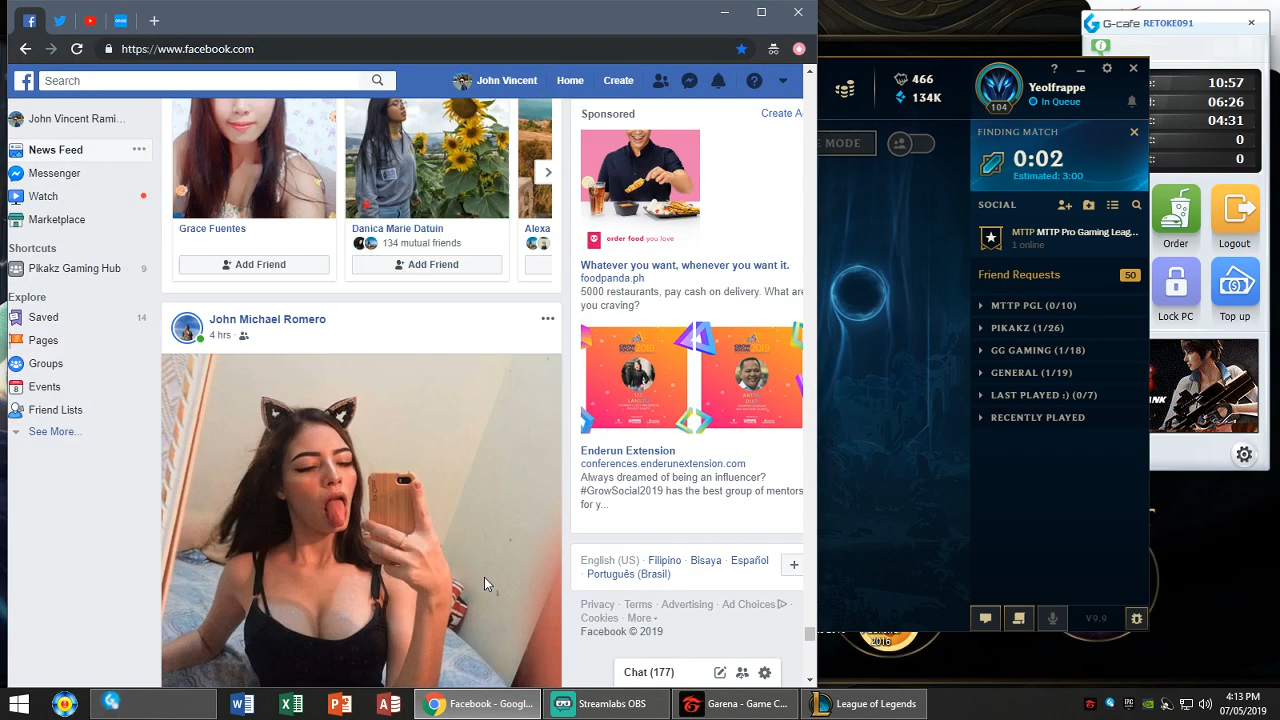 https://www.facebook.com
Search
John Vincent
Home
Create
John Vincent Rami...
News Feed
Messenger
Watch
Marketplace
Shortcuts
Pikakz Gaming Hub 9
Explore
Saved 14
Pages
Groups
Events
Friend Lists
See More...
Grace Fuentes
Add Friend
Danica Marie Datuin
134 mutual friends
Add Friend
Alexa
John Michael Romero
4 hrs ·
Sponsored
Create Ad
order food you love
Whatever you want, whenever you want it.
foodpanda.ph
5000 restaurants, pay cash on delivery. What are
you craving?
Enderun Extension
conferences.enderunextension.com
Always dreamed of being an influencer?
#GrowSocial2019 has the best group of mentors
for y...
English (US) · Filipino · Bisaya · Español
· Português (Brasil)
Privacy · Terms · Advertising · Ad Choices ·
Cookies · More
Facebook © 2019
Chat (177)
E MODE
466
134K
104
Yeolfrappe
In Queue
FINDING MATCH
0:02
Estimated: 3:00
SOCIAL
MTTP MTTP Pro Gaming Leag...
1 online
Friend Requests 50
MTTP PGL (0/10)
PIKAKZ (1/26)
GG GAMING (1/18)
GENERAL (1/19)
LAST PLAYED :) (0/7)
RECENTLY PLAYED
V9.9
G-cafe RETOKE091
10:57
06:26
04:31
0
0
Order
Logout
Lock PC
Top up
2016
Facebook - Googl...
Streamlabs OBS
Garena - Game C...
League of Legends
4:13 PM
07/05/2019